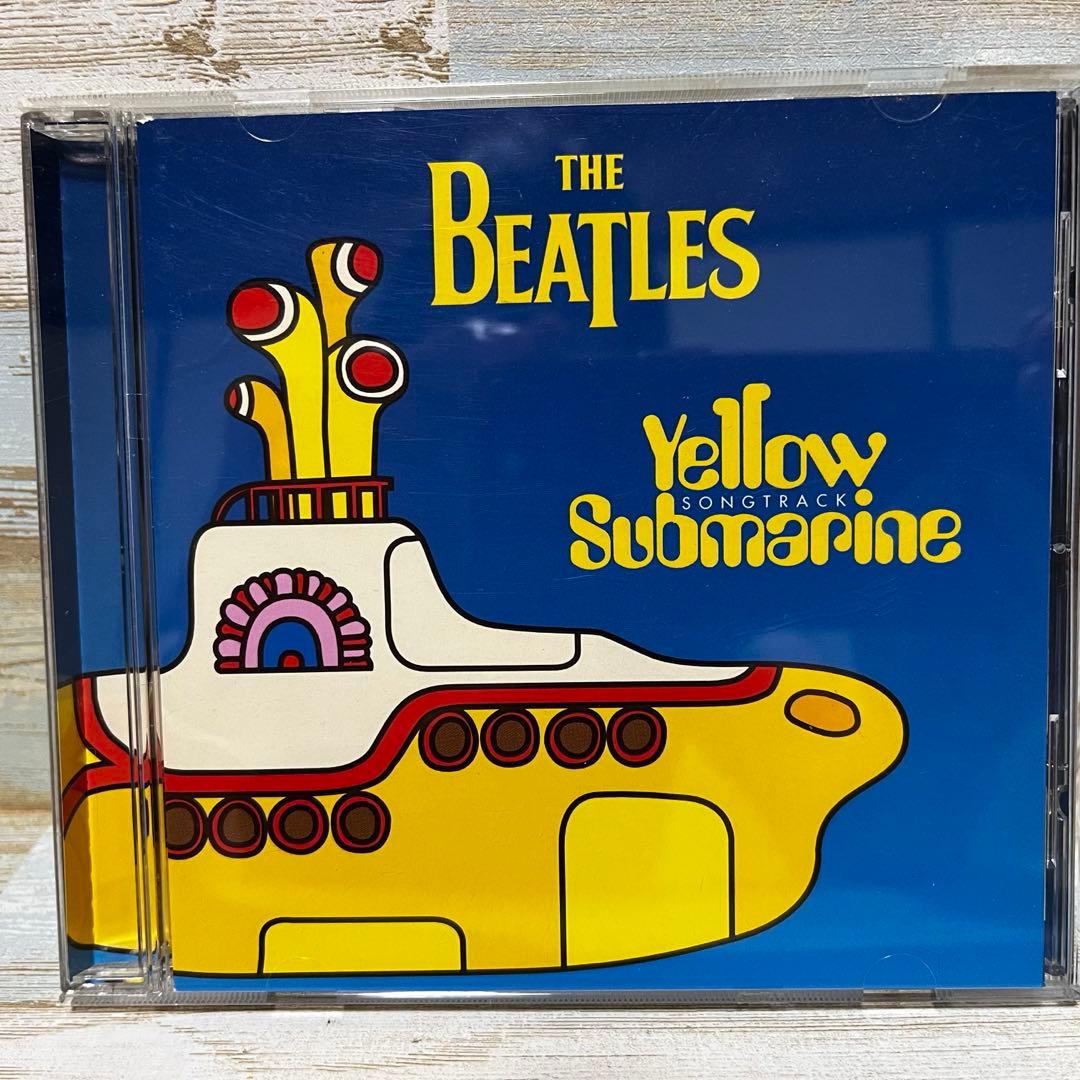 THE
BEATLES
Yellow
SONGTRACK
Submarine